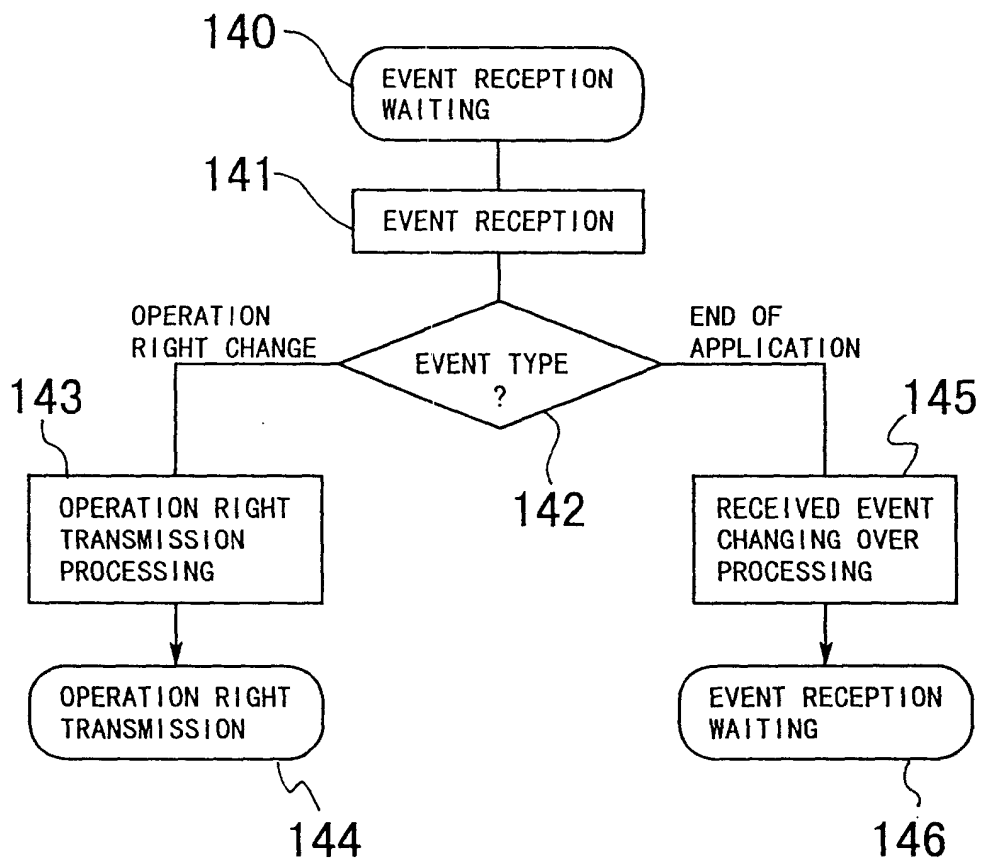 140
EVENT RECEPTION
WAITING
141
EVENT RECEPTION
OPERATION
RIGHT CHANGE
END OF
APPLICATION
EVENT TYPE
?
142
143
OPERATION RIGHT
TRANSMISSION
PROCESSING
145
RECEIVED EVENT
CHANGING OVER
PROCESSING
OPERATION RIGHT
TRANSMISSION
144
EVENT RECEPTION
WAITING
146